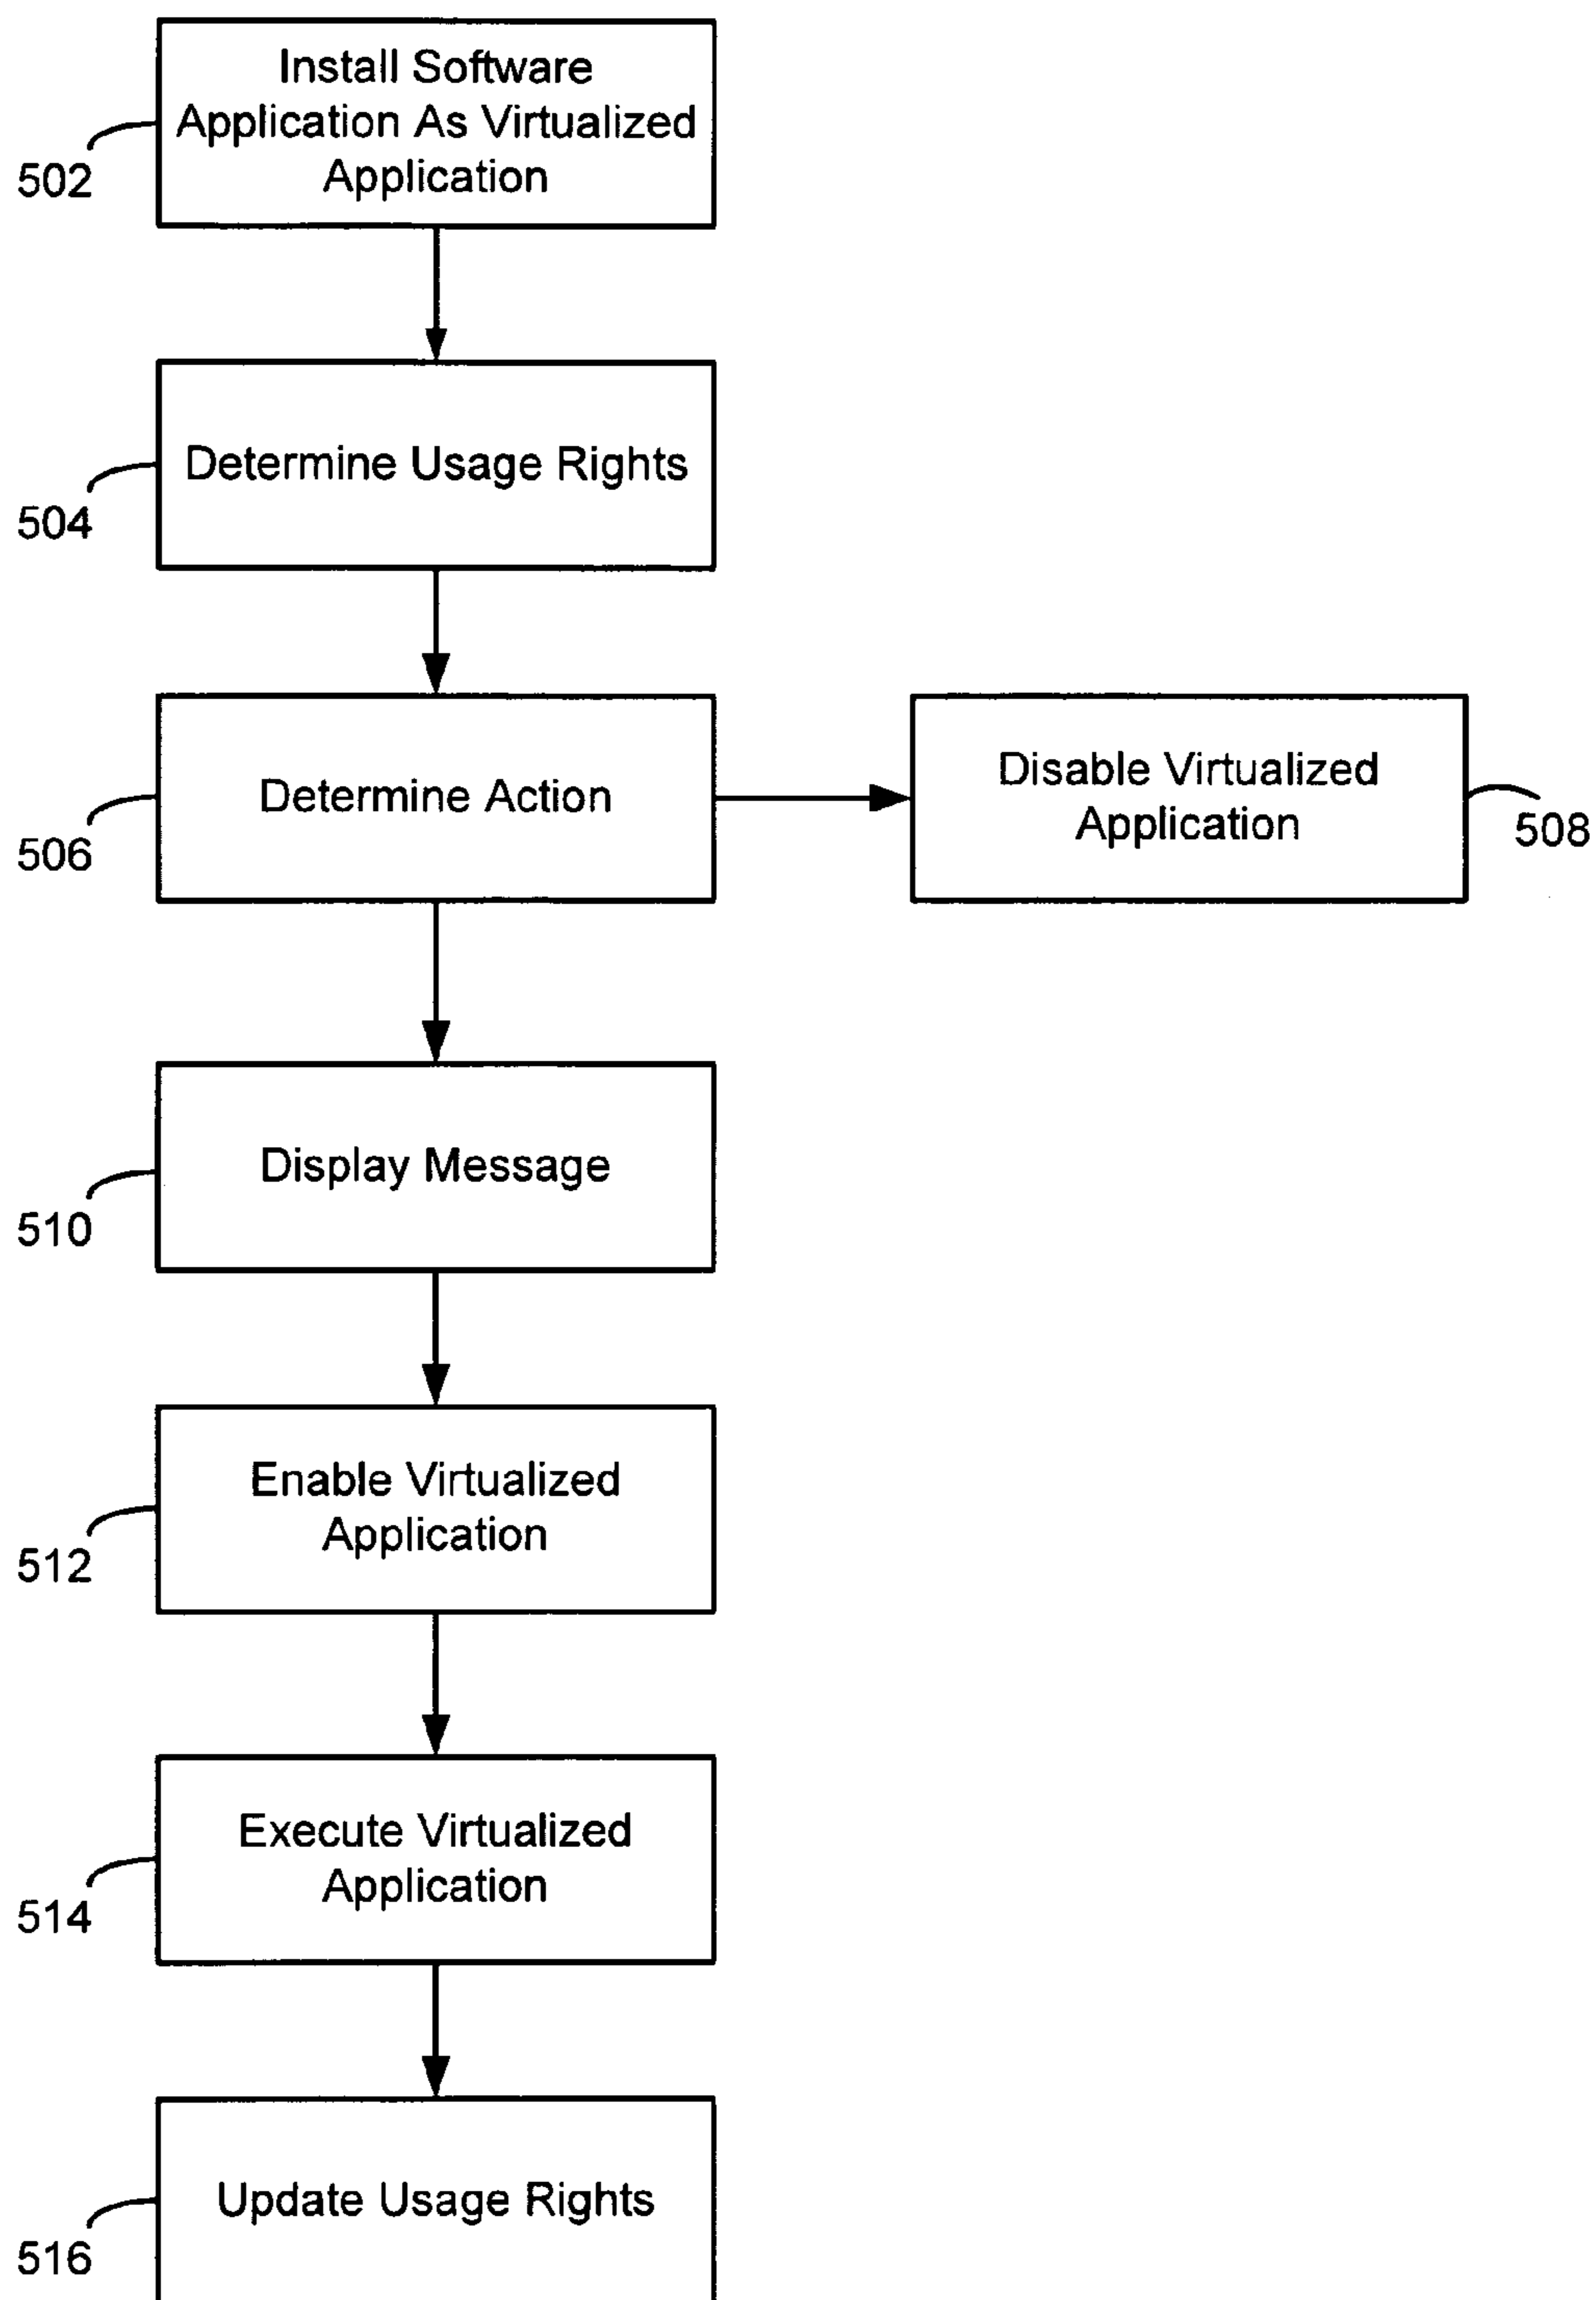 Install Software
Application As Virtualized
Application
502
Determine Usage Rights
504
Determine Action
506
Disable Virtualized
Application
508
Display Message
510
Enable Virtualized
Application
512
Execute Virtualized
Application
514
Update Usage Rights
516